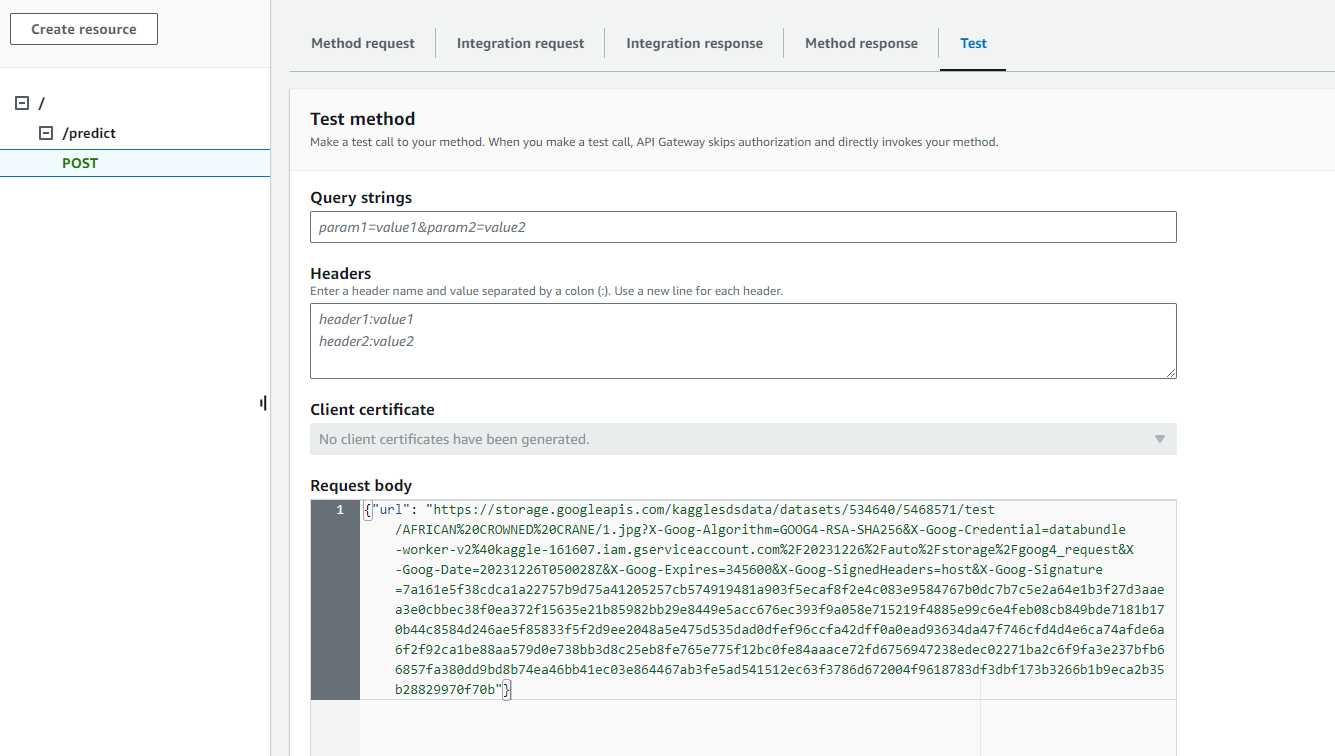 Create resource
/
/predict
POST
Method request
Integration request
Integration response
Method response
Test
Test method
Make a test call to your method. When you make a test call, API Gateway skips authorization and directly invokes your method.
Query strings
param1=value1&param2=value2
Headers
Enter a header name and value separated by a colon (:). Use a new line for each header.
header1:value1
header2:value2
Client certificate
No client certificates have been generated.
Request body
1
{"url": "https://storage.googleapis.com/kagglesdsdata/datasets/534640/5468571/test
/AFRICAN%20CROWNED%20CRANE/1.jpg?X-Goog-Algorithm=GOOG4-RSA-SHA256&X-Goog-Credential=databundle
-worker-v2%40kaggle-161607.iam.gserviceaccount.com%2F20231226%2Fauto%2Fstorage%2Fgoog4_request&X
-Goog-Date=20231226T050028Z&X-Goog-Expires=345600&X-Goog-SignedHeaders=host&X-Goog-Signature
=7a161e5f38cdca1a22757b9d75a41205257cb574919481a903f5ecaf8f2e4c083e9584767b0dc7b7c5e2a64e1b3f27d3aae
a3e0cbbec38f0ea372f15635e21b85982bb29e8449e5acc676ec393f9a058e715219f4885e99c6e4feb08cb849bde7181b17
0b44c8584d246ae5f85833f5f2d9ee2048a5e475d535dad0dfef96ccfa42dff0a0ead93634da47f746cfd4d4e6ca74afde6a
6f2f92ca1be88aa579d0e738bb3d8c25eb8fe765e775f12bc0fe84aaace72fd6756947238edec02271ba2c6f9fa3e237bfb6
6857fa380dd9bd8b74ea46bb41ec03e864467ab3fe5ad541512ec63f3786d672004f9618783df3dbf173b3266b1b9eca2b35
b28829970f70b"}